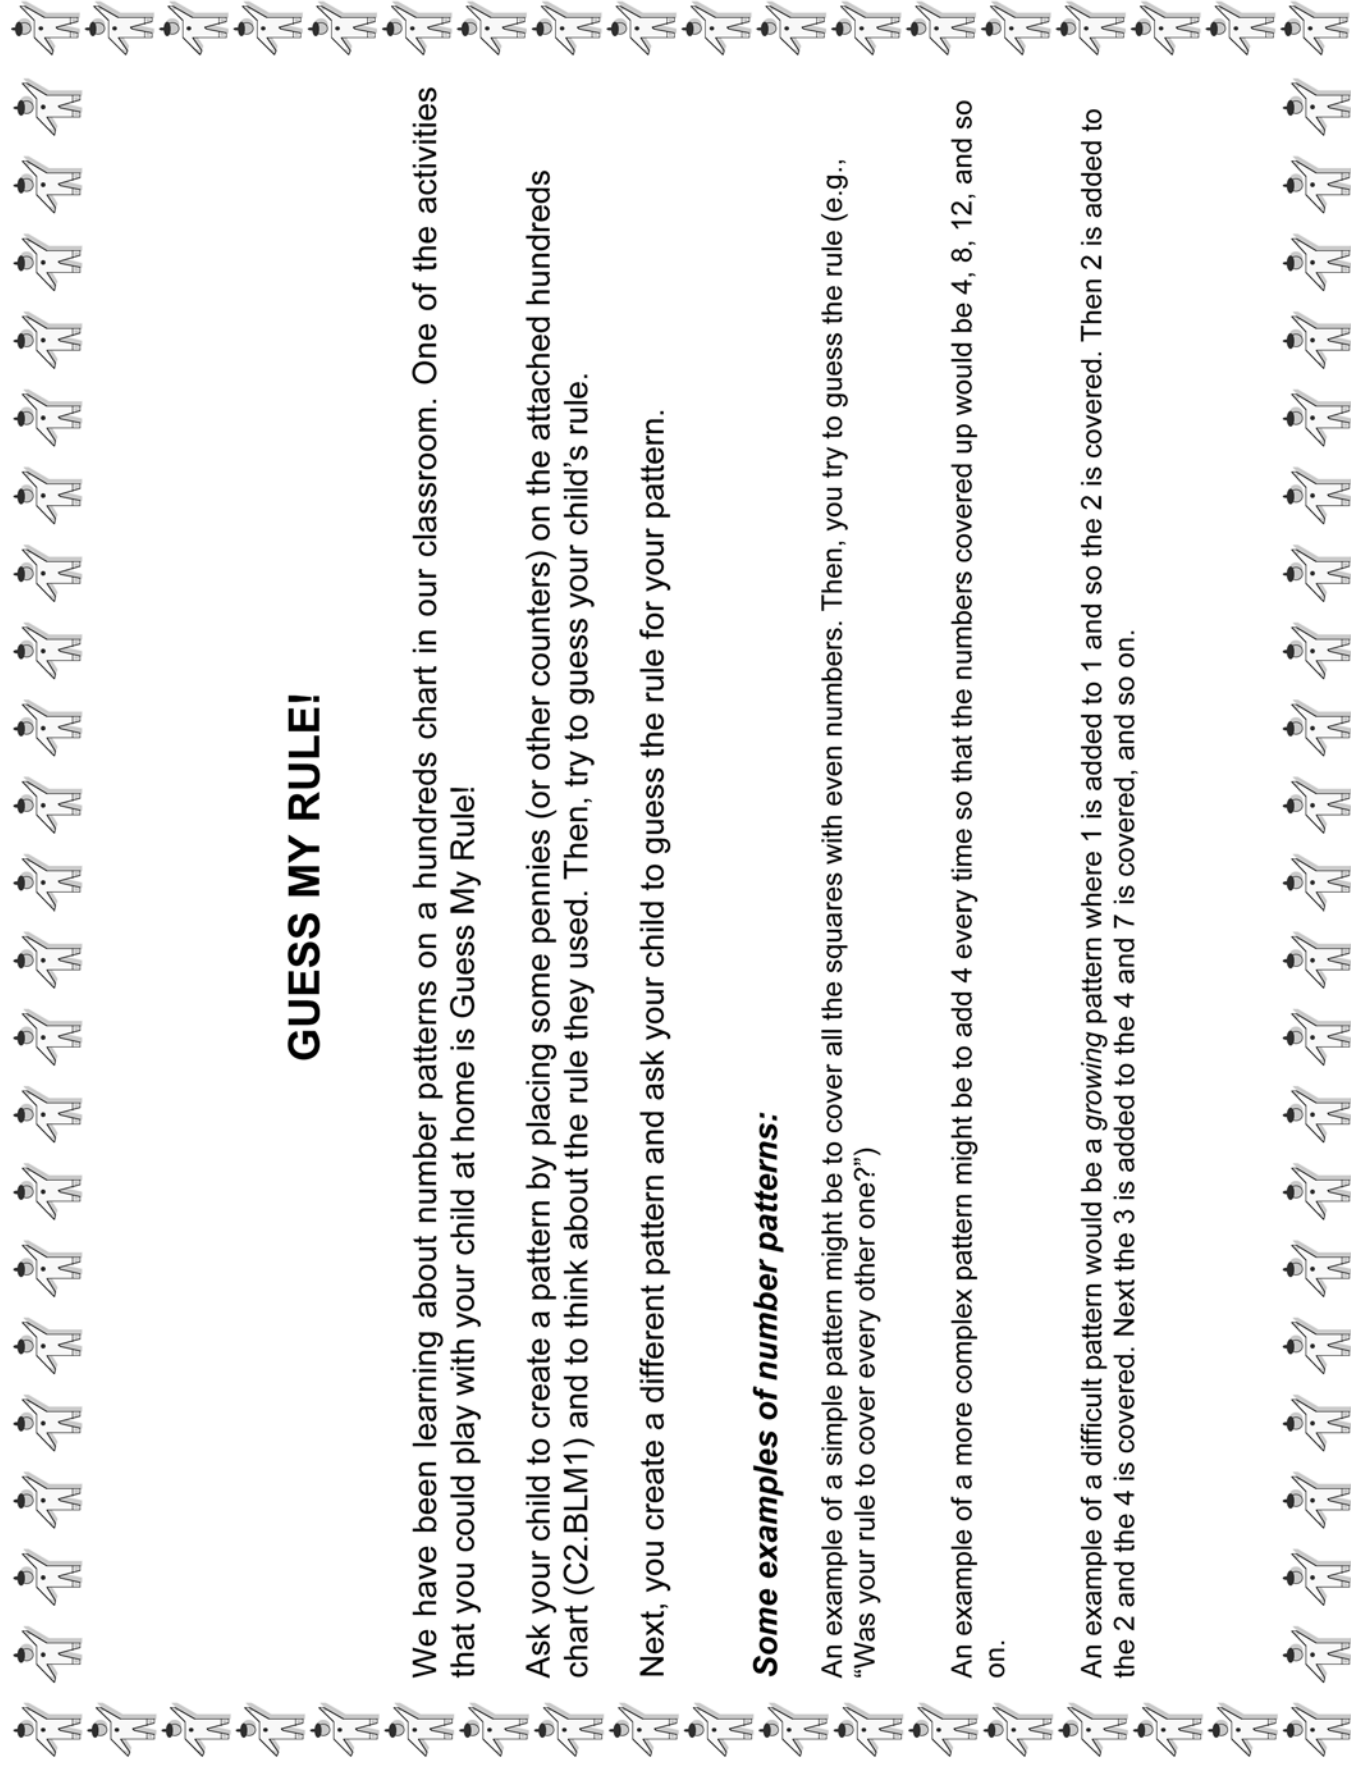 GUESS MY RULE!
We have been learning about number patterns on a hundreds chart in our classroom. One of the activities
that you could play with your child at home is Guess My Rule!
Ask your child to create a pattern by placing some pennies (or other counters) on the attached hundreds
chart (C2.BLM1) and to think about the rule they used. Then, try to guess your child's rule.
Next, you create a different pattern and ask your child to guess the rule for your pattern.
Some examples of number patterns:
An example of a simple pattern might be to cover all the squares with even numbers. Then, you try to guess the rule (e.g.,
“Was your rule to cover every other one?”)
An example of a more complex pattern might be to add 4 every time so that the numbers covered up would be 4, 8, 12, and so
on.
An example of a difficult pattern would be a growing pattern where 1 is added to 1 and so the 2 is covered. Then 2 is added to
the 2 and the 4 is covered. Next the 3 is added to the 4 and 7 is covered, and so on.